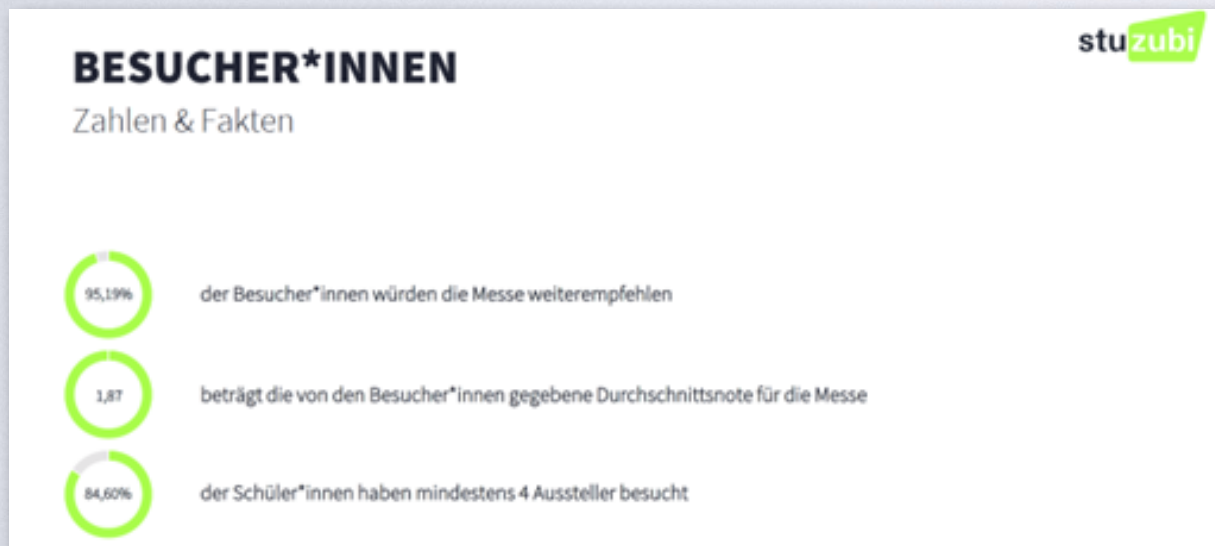 stuzubi
BESUCHER*INNEN
Zahlen & Fakten
95,19% der Besucher*innen würden die Messe weiterempfehlen
1,87 beträgt die von den Besucher*innen gegebene Durchschnittsnote für die Messe
84,60% der Schüler*innen haben mindestens 4 Aussteller besucht